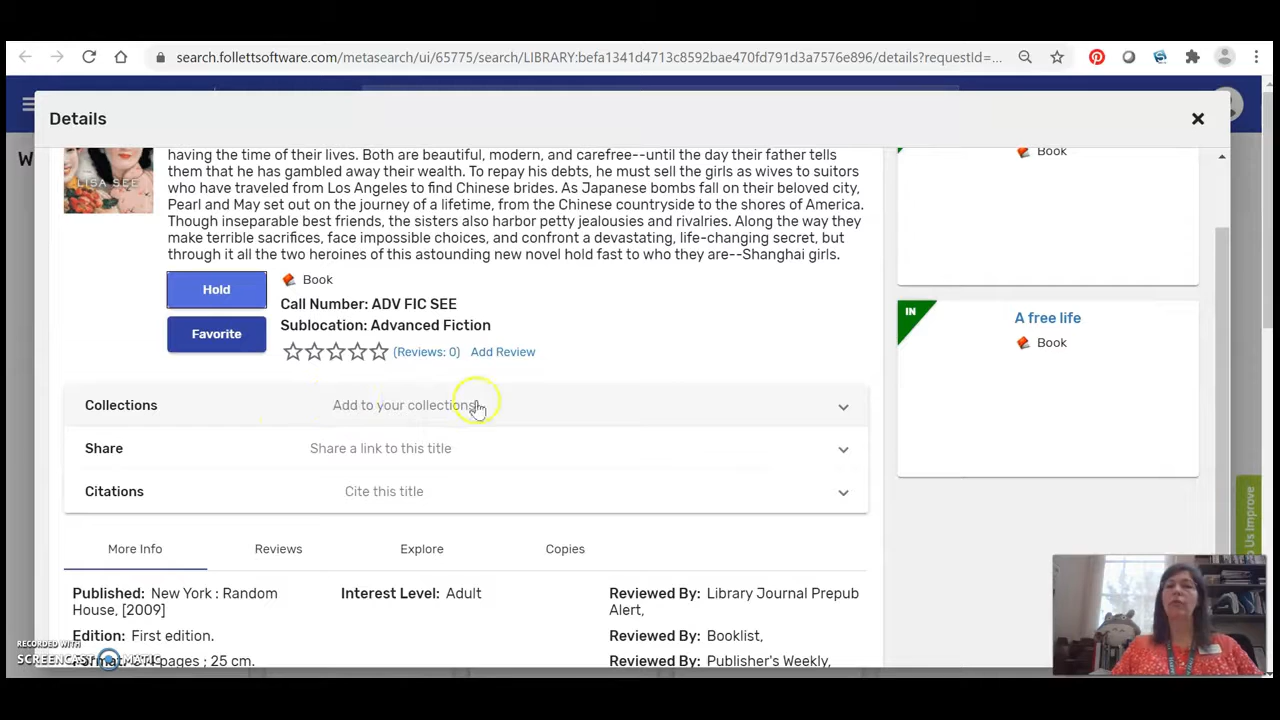 search.follettsoftware.com/metasearch/ui/65775/search/LIBRARY:befa1341d4713c8592bae470fd791d3a7576e896/details?requestId=...
Details
LISA SEE
having the time of their lives. Both are beautiful, modern, and carefree--until the day their father tells
them that he has gambled away their wealth. To repay his debts, he must sell the girls as wives to suitors
who have traveled from Los Angeles to find Chinese brides. As Japanese bombs fall on their beloved city,
Pearl and May set out on the journey of a lifetime, from the Chinese countryside to the shores of America.
Though inseparable best friends, the sisters also harbor petty jealousies and rivalries. Along the way they
make terrible sacrifices, face impossible choices, and confront a devastating, life-changing secret, but
through it all the two heroines of this astounding new novel hold fast to who they are--Shanghai girls.
Hold
Book
Call Number: ADV FIC SEE
Sublocation: Advanced Fiction
Favorite
(Reviews: 0) Add Review
Book
IN
A free life
Book
Collections Add to your collections
Share Share a link to this title
Citations Cite this title
More Info Reviews Explore Copies
Published: New York : Random
House, [2009]
Edition: First edition.
pages ; 25 cm.
Interest Level: Adult
Reviewed By: Library Journal Prepub
Alert,
Reviewed By: Booklist,
Reviewed By: Publisher's Weekly,
Us Improve
RECORDED WITH
SCREENCAST-O-MATIC